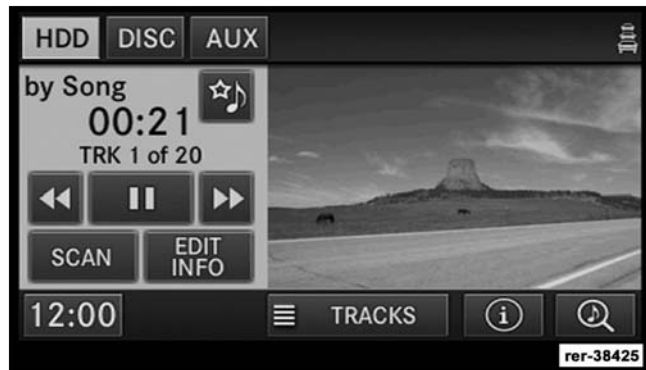 HDD DISC AUX
by Song
00:21
TRK 1 of 20
SCAN EDIT INFO
12:00 TRACKS
rer-38425